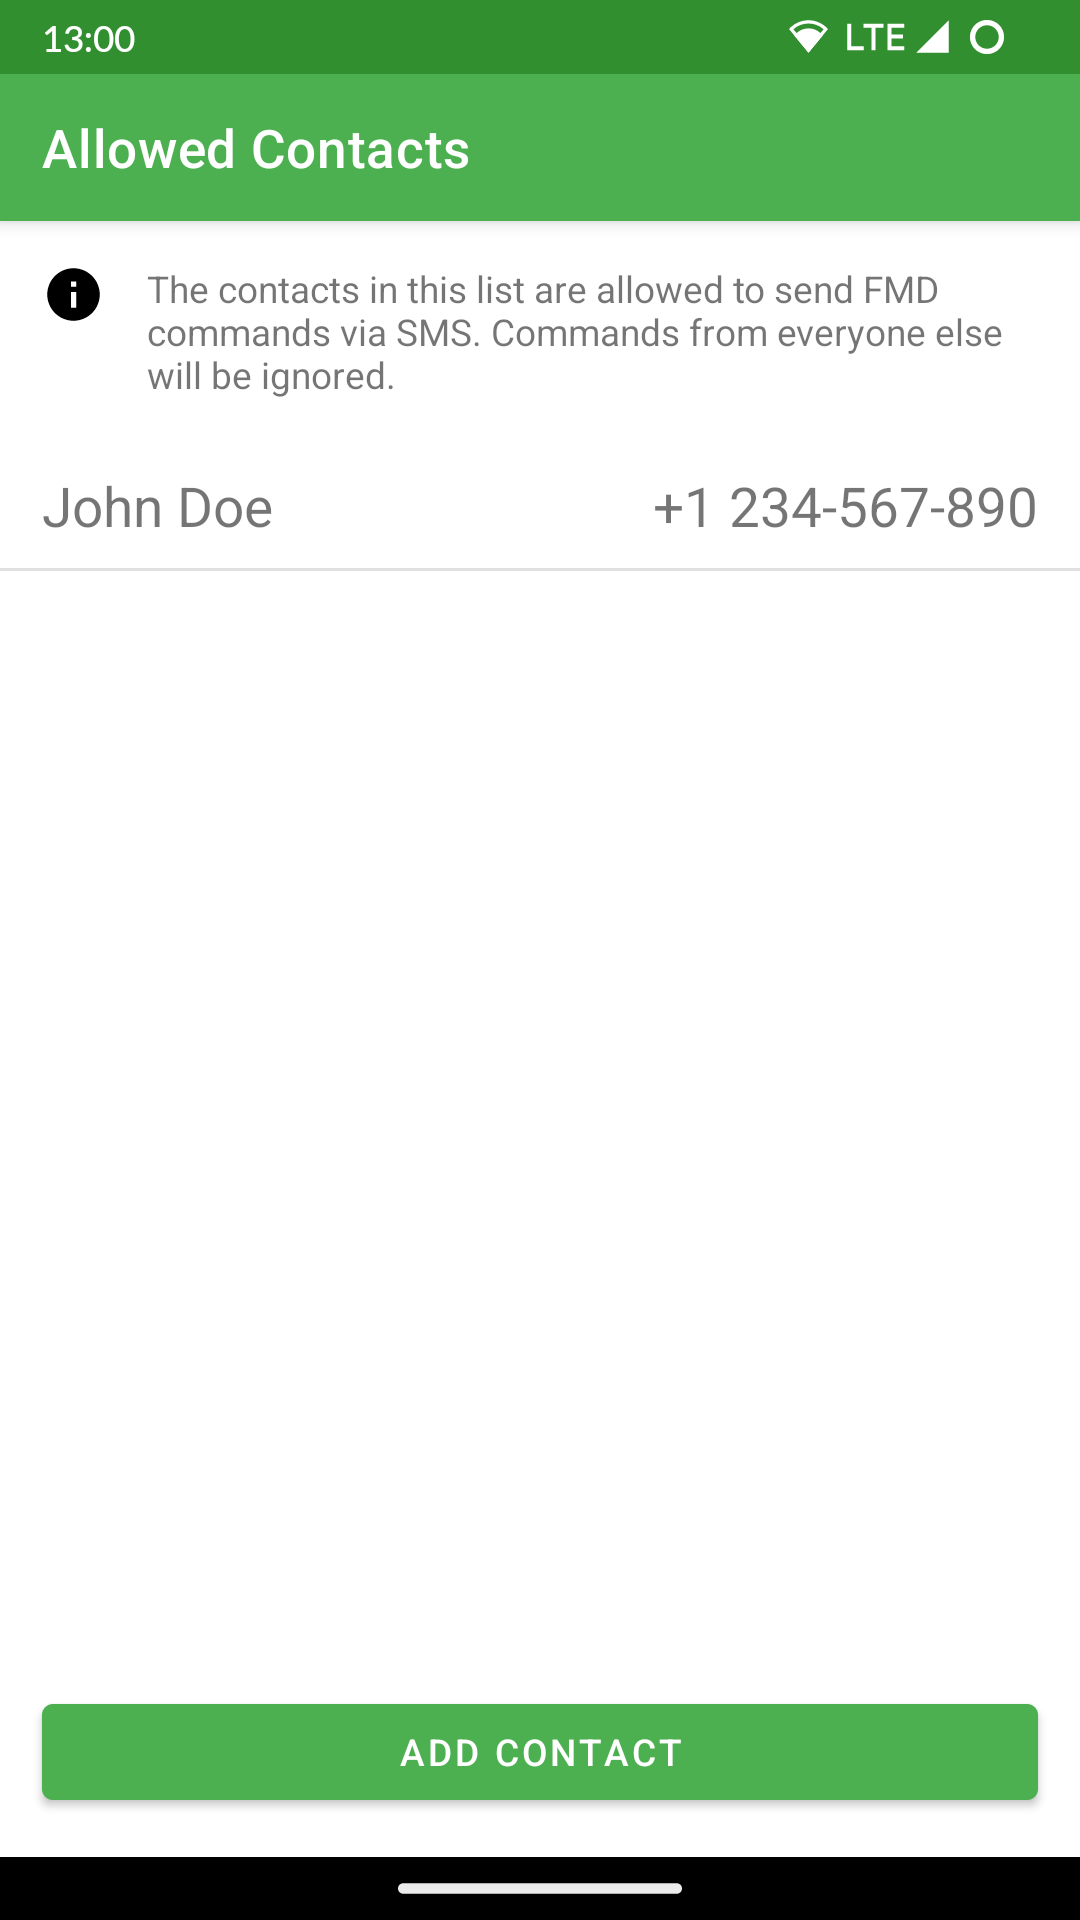 13:00
LTE
Allowed Contacts
The contacts in this list are allowed to send FMD
commands via SMS. Commands from everyone else
will be ignored.
John Doe +1 234-567-890
ADD CONTACT